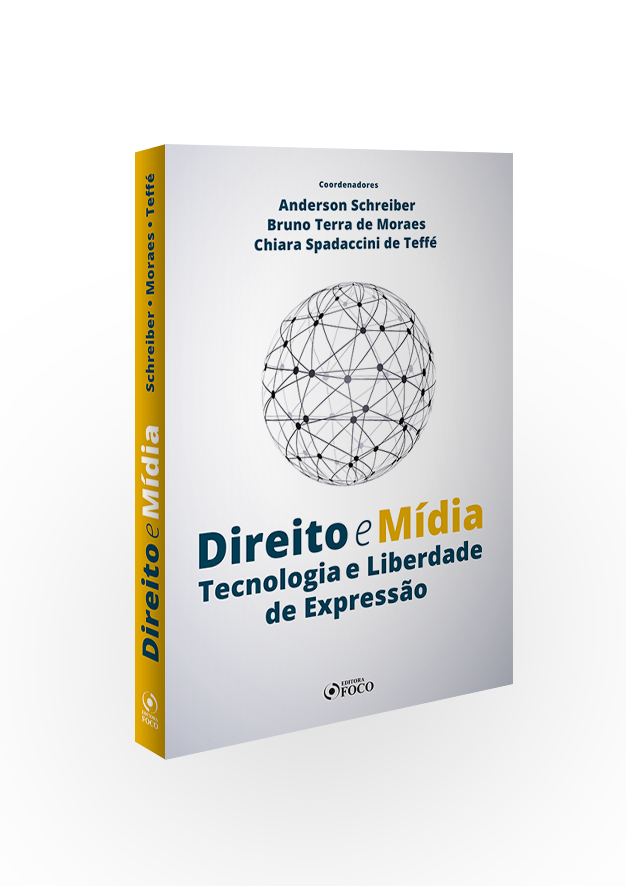 Coordenadores
Anderson Schreiber
Bruno Terra de Moraes
Chiara Spadaccini de Teffé
Direito e Mídia
Tecnologia e Liberdade
de Expressão
EDITORA
FOCO
Schreiber • Moraes • Teffé
Direito e Mídia
EDITORA
FOCO